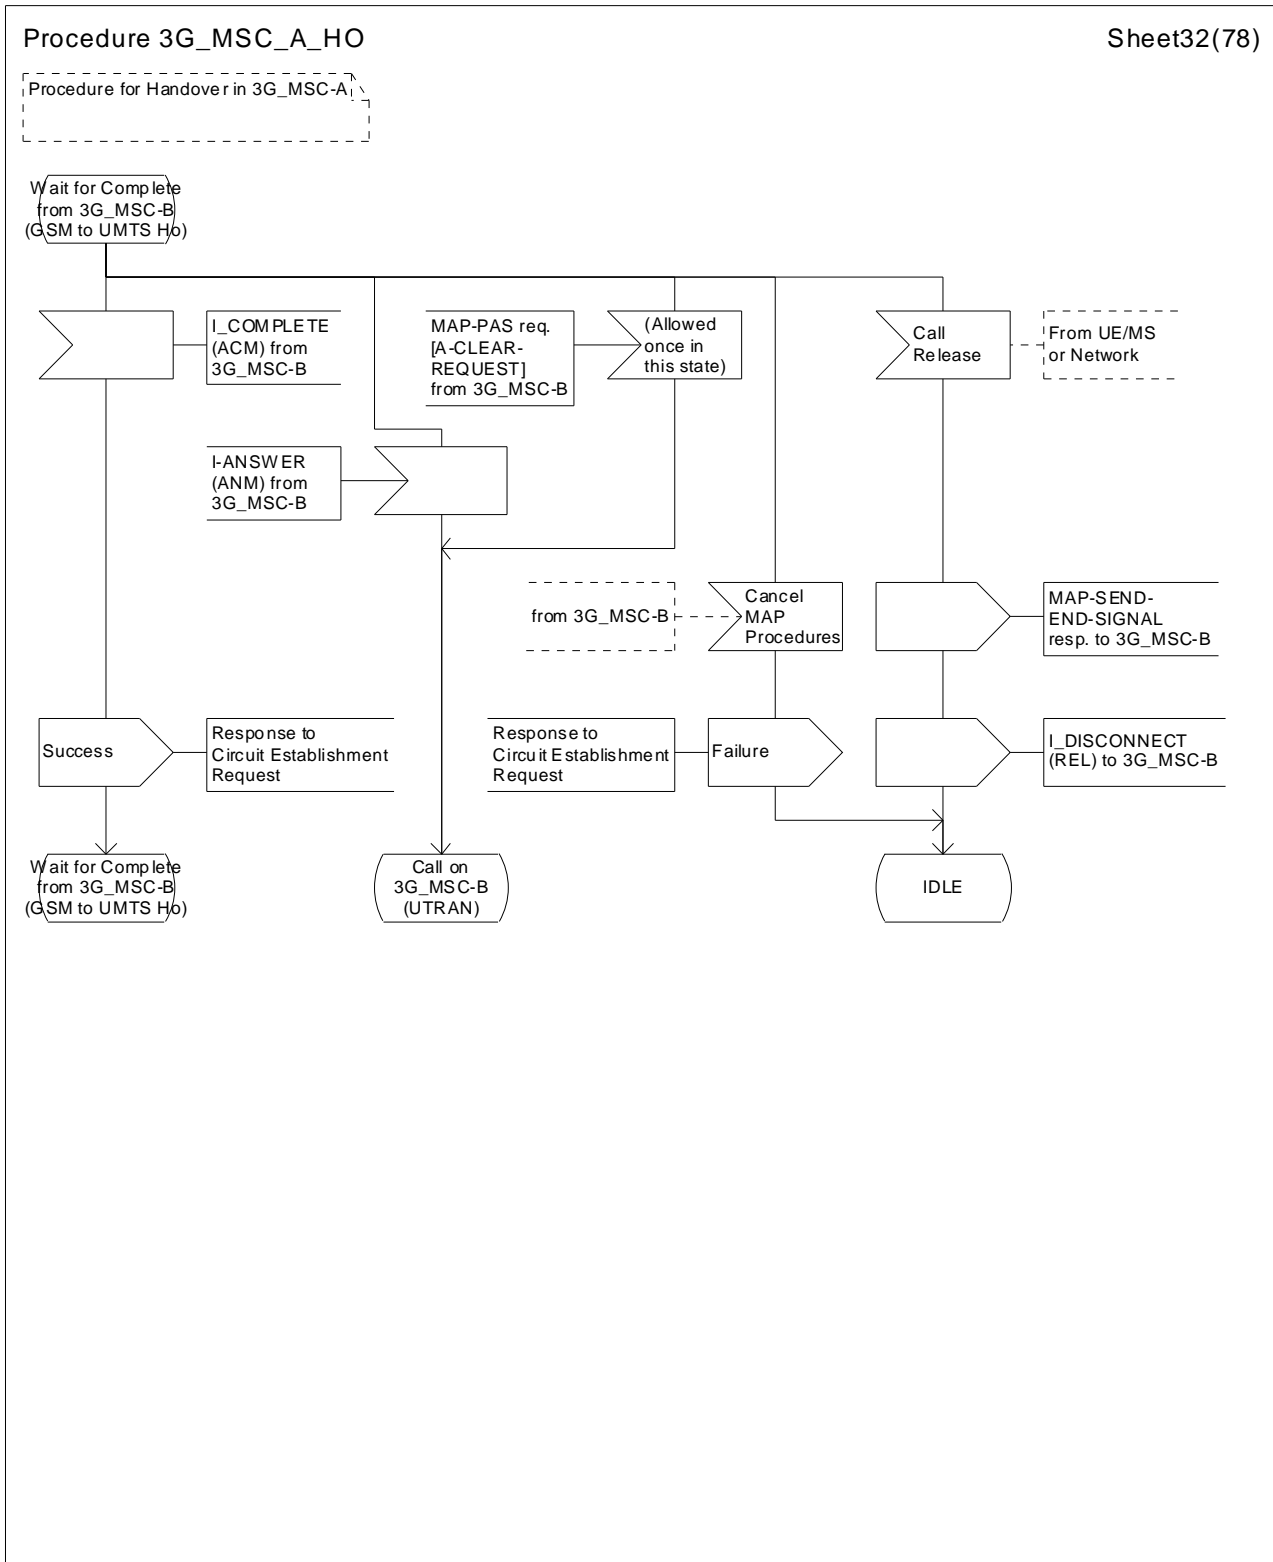 Procedure 3G_MSC_A_HO
Sheet32(78)
Procedure for Handover in 3G_MSC-A
Wait for Complete
from 3G_MSC-B
(GSM to UMTS Ho)
I_COMPLETE
(ACM) from
3G_MSC-B
MAP-PAS req.
[A-CLEAR-
REQUEST]
from 3G_MSC-B
(Allowed
once in
this state)
Call
Release
From UE/MS
or Network
I-ANSWER
(ANM) from
3G_MSC-B
from 3G_MSC-B
Cancel
MAP
Procedures
MAP-SEND-
END-SIGNAL
resp. to 3G_MSC-B
Success
Response to
Circuit Establishment
Request
Response to
Circuit Establishment
Request
Failure
I_DISCONNECT
(REL) to 3G_MSC-B
Wait for Complete
from 3G_MSC-B
(GSM to UMTS Ho)
Call on
3G_MSC-B
(UTRAN)
IDLE